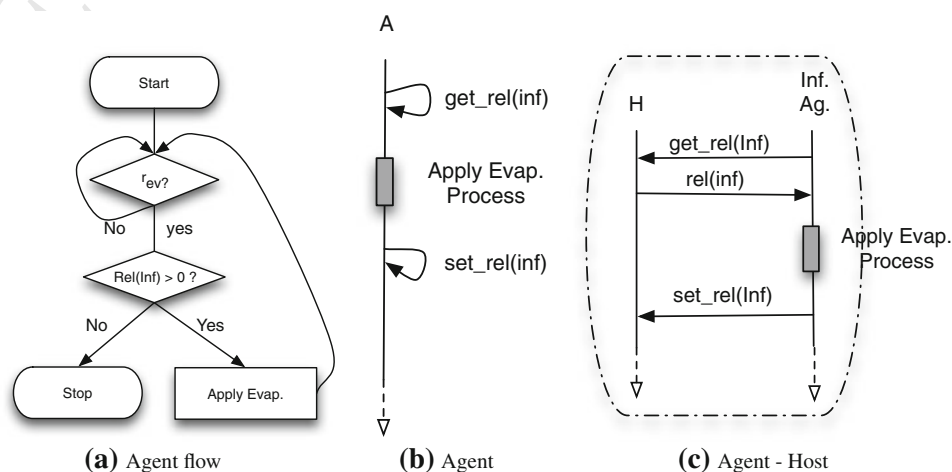 Start
r_ev?
No
yes
Rel(Inf) > 0 ?
No
Yes
Stop
Apply Evap.
(a) Agent flow
A
get_rel(inf)
Apply Evap.
Process
set_rel(inf)
(b) Agent
H
Inf.
Ag.
get_rel(Inf)
rel(inf)
Apply Evap.
Process
set_rel(Inf)
(c) Agent - Host